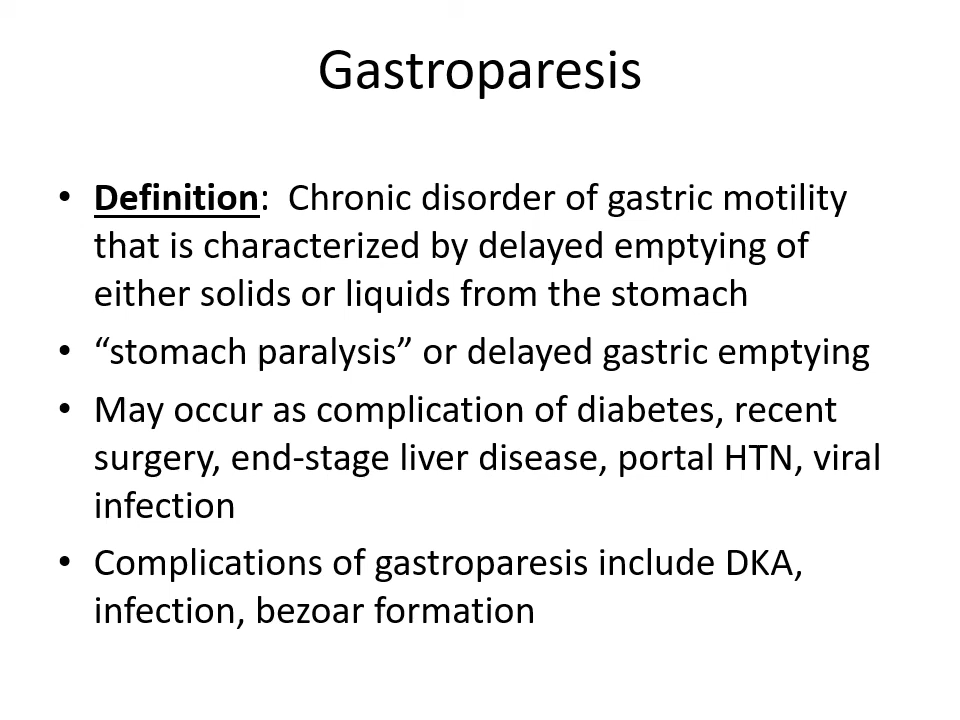 Gastroparesis
• Definition:  Chronic disorder of gastric motility
that is characterized by delayed emptying of
either solids or liquids from the stomach
• “stomach paralysis” or delayed gastric emptying
• May occur as complication of diabetes, recent
surgery, end-stage liver disease, portal HTN, viral
infection
• Complications of gastroparesis include DKA,
infection, bezoar formation